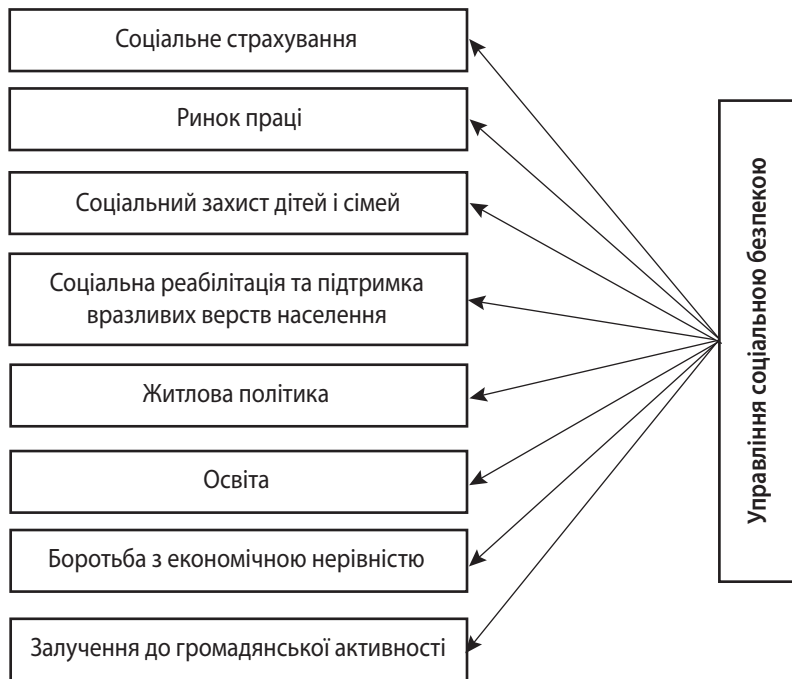 Соціальне страхування
Ринок праці
Соціальний захист дітей і сімей
Соціальна реабілітація та підтримка
вразливих верств населення
Житлова політика
Освіта
Боротьба з економічною нерівністю
Залучення до громадянської активності
Управління соціальною безпекою